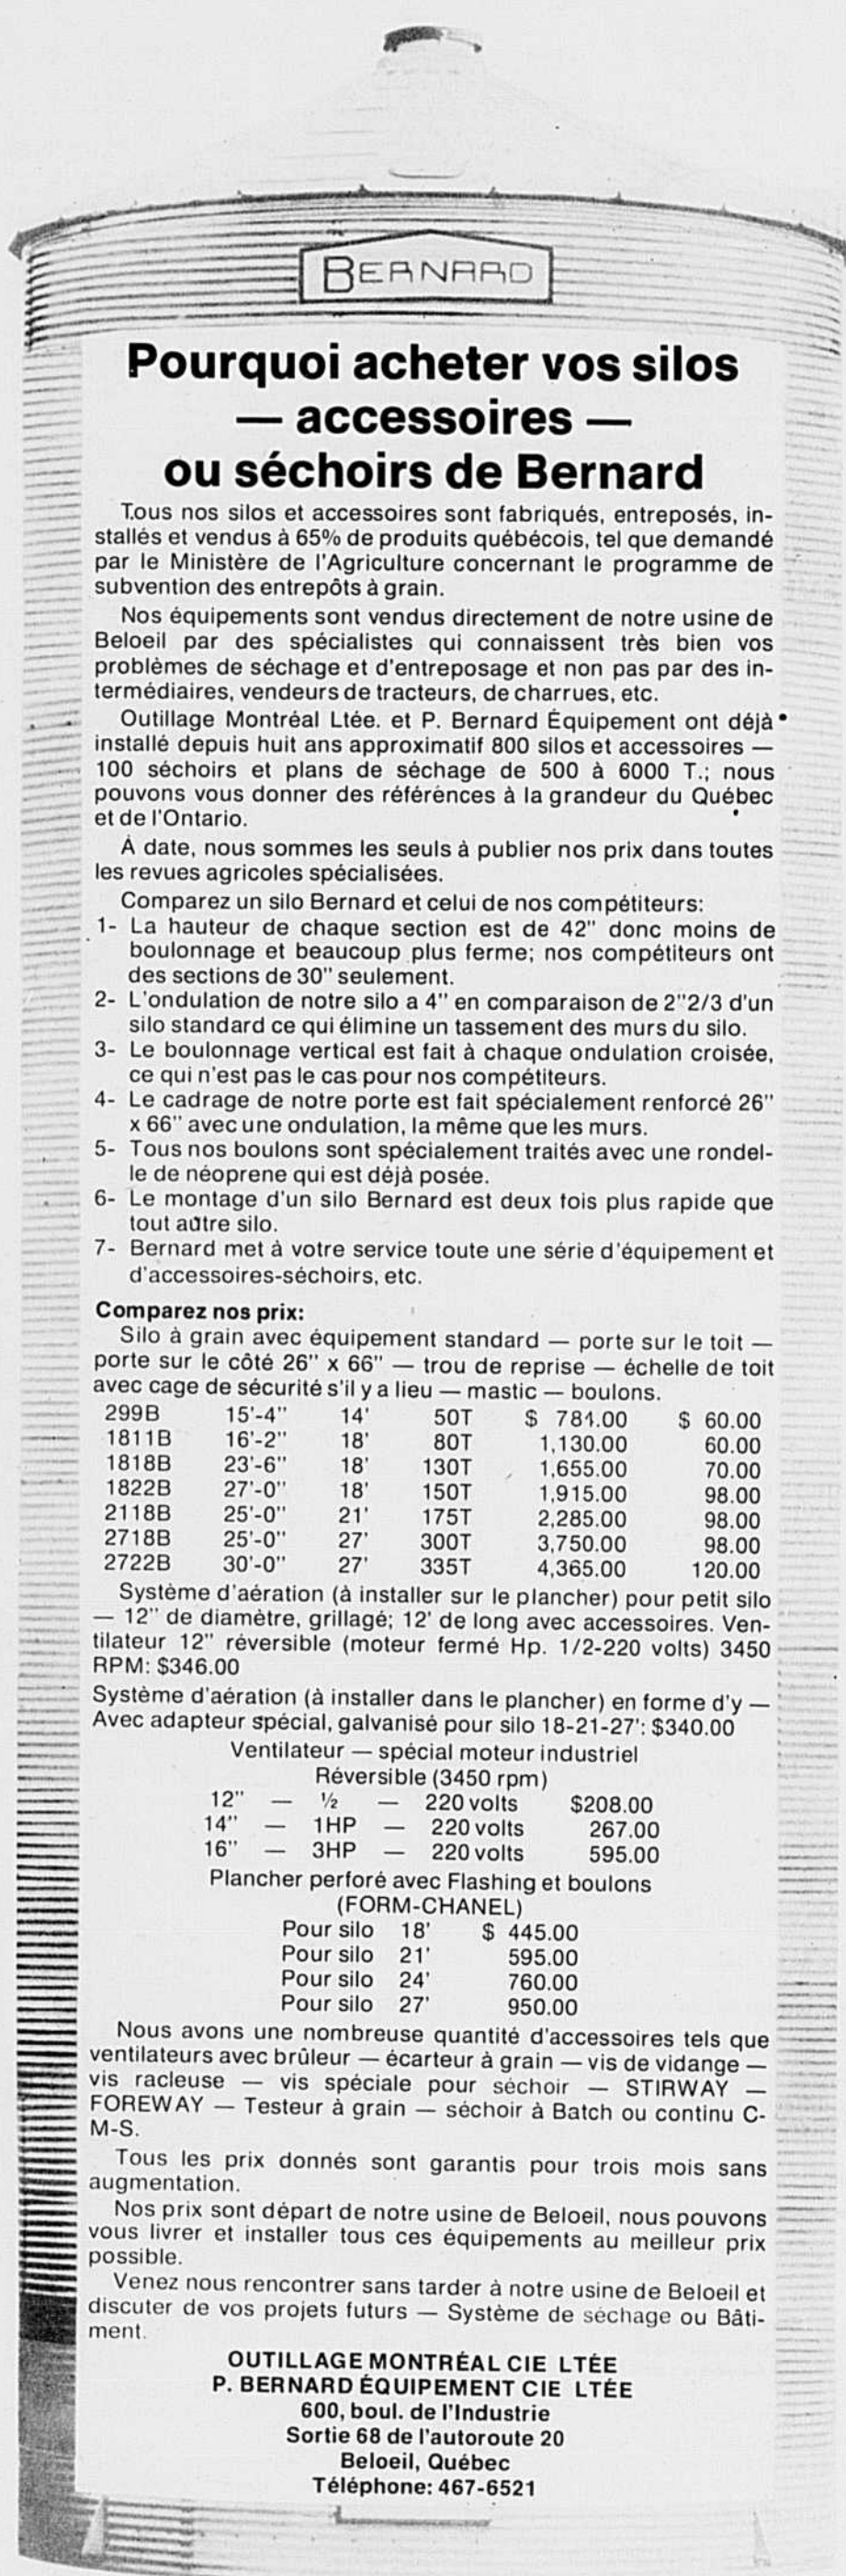 BERNARD
Pourquoi acheter vos silos
— accessoires —
ou séchoirs de Bernard
Tous nos silos et accessoires sont fabriqués, entreposés, in-
stallés et vendus à 65% de produits québécois, tel que demandé
par le Ministère de l'Agriculture concernant le programme de
subvention des entrepôts à grain.
Nos équipements sont vendus directement de notre usine de
Beloeil par des spécialistes qui connaissent très bien vos
problèmes de séchage et d'entreposage et non pas par des in-
termédiaires, vendeurs de tracteurs, de charrues, etc.
Outillage Montréal Ltée. et P. Bernard Équipement ont déjà
installé depuis huit ans approximatif 800 silos et accessoires —
100 séchoirs et plans de séchage de 500 à 6000 T.; nous
pouvons vous donner des références à la grandeur du Québec
et de l'Ontario.
À date, nous sommes les seuls à publier nos prix dans toutes
les revues agricoles spécialisées.
Comparez un silo Bernard et celui de nos compétiteurs:
1- La hauteur de chaque section est de 42" donc moins de
boulonnage et beaucoup plus ferme; nos compétiteurs ont
des sections de 30" seulement.
2- L'ondulation de notre silo a 4" en comparaison de 2"2/3 d'un
silo standard ce qui élimine un tassement des murs du silo.
3- Le boulonnage vertical est fait à chaque ondulation croisée,
ce qui n'est pas le cas pour nos compétiteurs.
4- Le cadrage de notre porte est fait spécialement renforcé 26"
x 66" avec une ondulation, la même que les murs.
5- Tous nos boulons sont spécialement traités avec une rondel-
le de néoprene qui est déjà posée.
6- Le montage d'un silo Bernard est deux fois plus rapide que
tout autre silo.
7- Bernard met à votre service toute une série d'équipement et
d'accessoires-séchoirs, etc.
Comparez nos prix:
Silo à grain avec équipement standard — porte sur le toit —
porte sur le côté 26" x 66" — trou de reprise — échelle de toit
avec cage de sécurité s'il y a lieu — mastic — boulons.
299B 15'-4" 14' 50T $ 781.00 $ 60.00
1811B 16'-2" 18' 80T 1,130.00 60.00
1818B 23'-6" 18' 130T 1,655.00 70.00
1822B 27'-0" 18' 150T 1,915.00 98.00
2118B 25'-0" 21' 175T 2,285.00 98.00
2718B 25'-0" 27' 300T 3,750.00 98.00
2722B 30'-0" 27' 335T 4,365.00 120.00
Système d'aération (à installer sur le plancher) pour petit silo
— 12" de diamètre, grillagé; 12' de long avec accessoires. Ven-
tilateur 12" réversible (moteur fermé Hp. 1/2-220 volts) 3450
RPM: $346.00
Système d'aération (à installer dans le plancher) en forme d'y —
Avec adapteur spécial, galvanisé pour silo 18-21-27': $340.00
Ventilateur — spécial moteur industriel
Réversible (3450 rpm)
12" — ½ — 220 volts $208.00
14" — 1HP — 220 volts 267.00
16" — 3HP — 220 volts 595.00
Plancher perforé avec Flashing et boulons
(FORM-CHANEL)
Pour silo 18' $ 445.00
Pour silo 21' 595.00
Pour silo 24' 760.00
Pour silo 27' 950.00
Nous avons une nombreuse quantité d'accessoires tels que
ventilateurs avec brûleur — écarteur à grain — vis de vidange —
vis racleuse — vis spéciale pour séchoir — STIRWAY —
FOREWAY — Testeur à grain — séchoir à Batch ou continu C-
M-S.
Tous les prix donnés sont garantis pour trois mois sans
augmentation.
Nos prix sont départ de notre usine de Beloeil, nous pouvons
vous livrer et installer tous ces équipements au meilleur prix
possible.
Venez nous rencontrer sans tarder à notre usine de Beloeil et
discuter de vos projets futurs — Système de séchage ou Bâti-
ment.
OUTILLAGE MONTRÉAL CIE LTÉE
P. BERNARD ÉQUIPEMENT CIE LTÉE
600, boul. de l'Industrie
Sortie 68 de l'autoroute 20
Beloeil, Québec
Téléphone: 467-6521